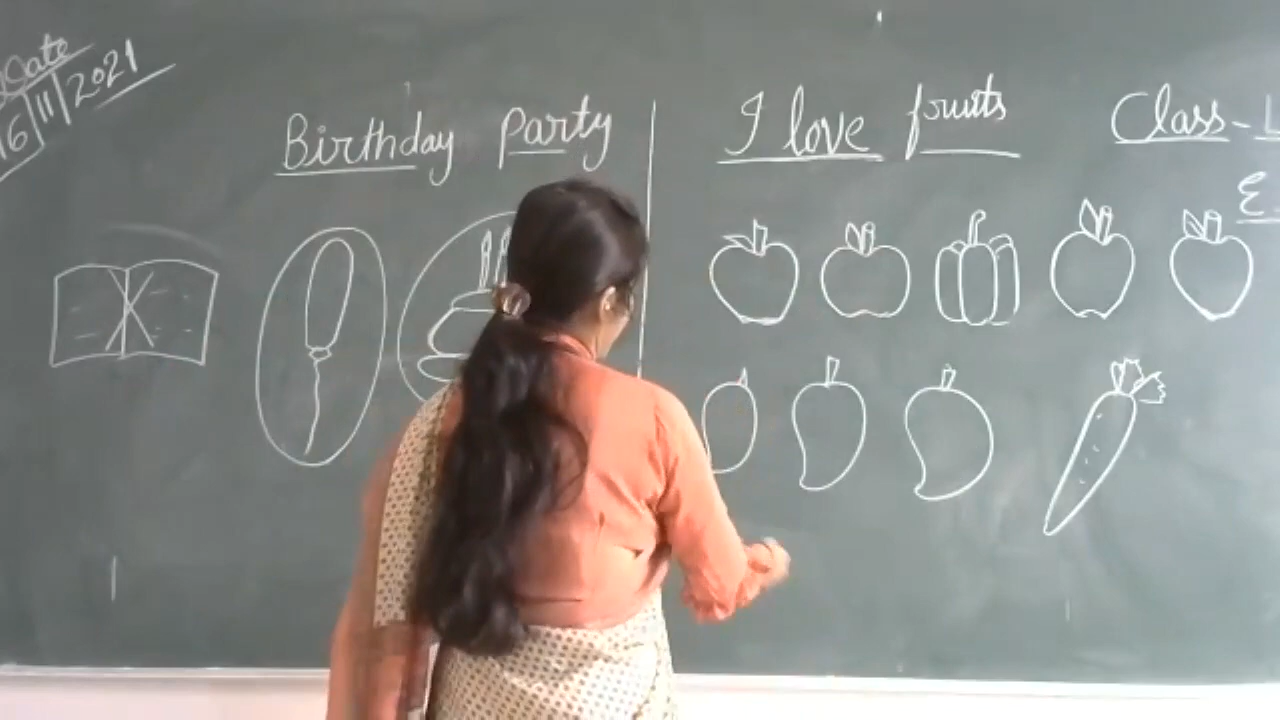 Date
16/11/2021
Birthday Party
I love fruits
Class-L
E.